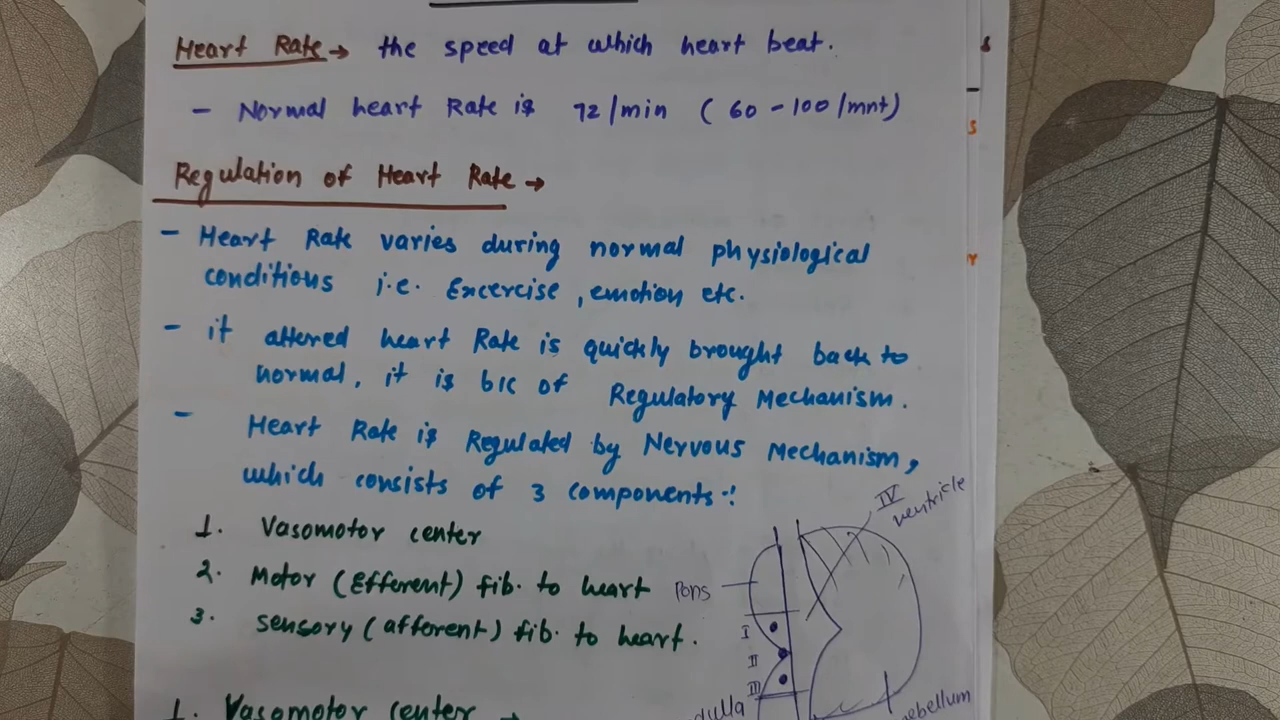 Heart Rate → the speed at which heart beat.
- Normal heart Rate is 72/min (60-100/mnt)
Regulation of Heart Rate →
- Heart Rate varies during normal physiological
conditions i.e. Excercise, emotion etc.
- it altered heart Rate is quickly brought back to
normal, it is b/c of Regulatory Mechanism.
- Heart Rate is Regulated by Nervous Mechanism,
which consists of 3 components:-
1. Vasomotor center
2. Motor (Efferent) fib. to heart
3. sensory (afferent) fib. to heart.
IV
ventricle
Pons
I
II
III
dulla
ebellum
1. Vasomotor center →